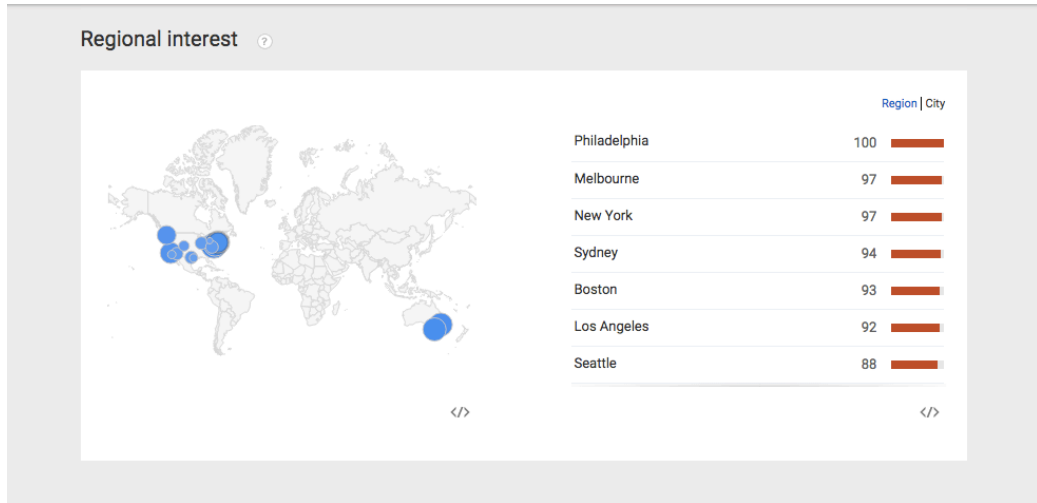 Regional interest ?
Region | City
Philadelphia 100
Melbourne 97
New York 97
Sydney 94
Boston 93
Los Angeles 92
Seattle 88
</> </>